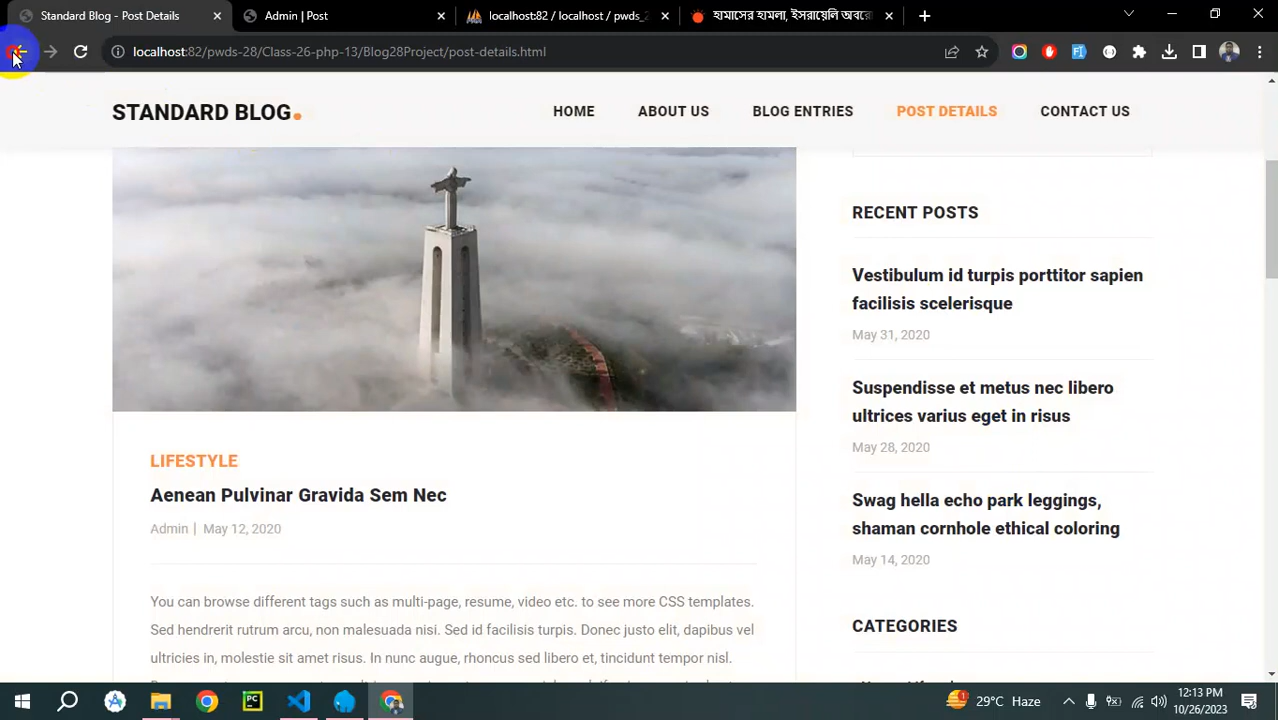 Standard Blog - Post Details
Admin | Post
localhost:82 / localhost / pwds_2
হামাসের হামলা, ইসরায়েলি অবরো
localhost:82/pwds-28/Class-26-php-13/Blog28Project/post-details.html
STANDARD BLOG.
HOME
ABOUT US
BLOG ENTRIES
POST DETAILS
CONTACT US
RECENT POSTS
Vestibulum id turpis porttitor sapien
facilisis scelerisque
May 31, 2020
Suspendisse et metus nec libero
ultrices varius eget in risus
May 28, 2020
Swag hella echo park leggings,
shaman cornhole ethical coloring
May 14, 2020
CATEGORIES
LIFESTYLE
Aenean Pulvinar Gravida Sem Nec
Admin | May 12, 2020
You can browse different tags such as multi-page, resume, video etc. to see more CSS templates.
Sed hendrerit rutrum arcu, non malesuada nisi. Sed id facilisis turpis. Donec justo elit, dapibus vel
ultricies in, molestie sit amet risus. In nunc augue, rhoncus sed libero et, tincidunt tempor nisl.
29°C Haze
12:13 PM
10/26/2023